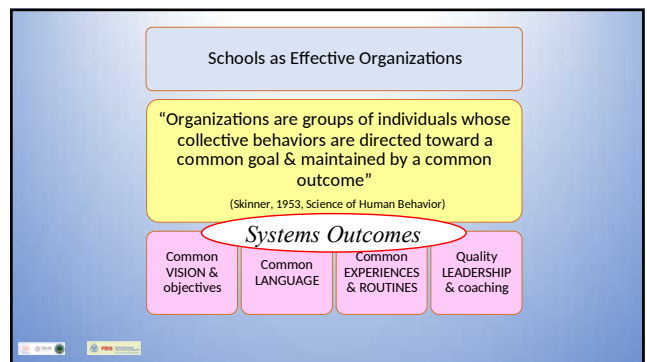 Schools as Effective Organizations
“Organizations are groups of individuals whose
collective behaviors are directed toward a
common goal & maintained by a common
outcome”
(Skinner, 1953, Science of Human Behavior)
Systems Outcomes
Common
VISION &
objectives
Common
LANGUAGE
Common
EXPERIENCES
& ROUTINES
Quality
LEADERSHIP
& coaching
PBIS